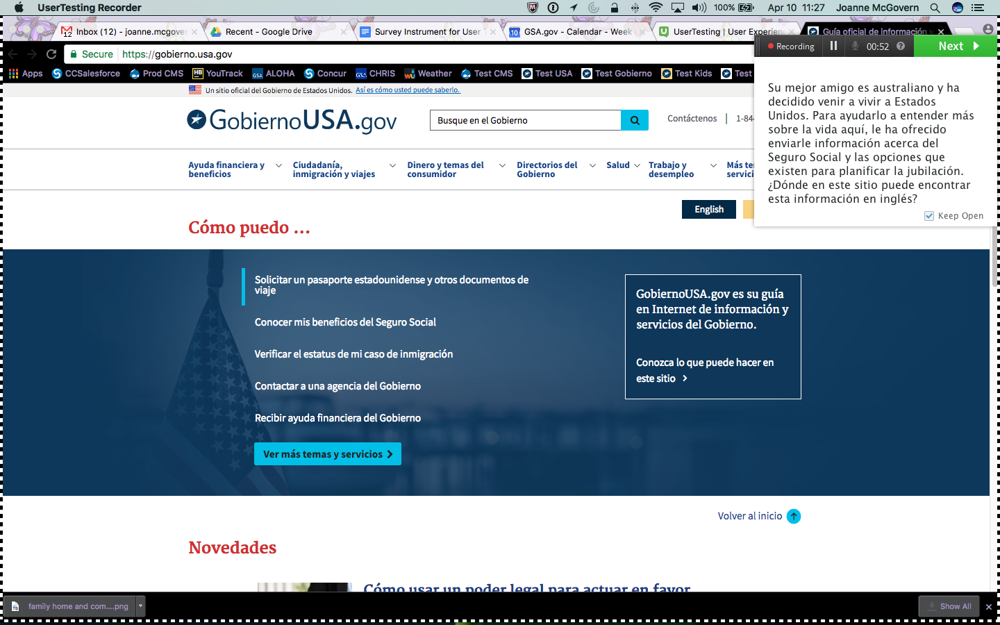 UserTesting Recorder
100%
Apr 10 11:27
Joanne McGovern
12 Inbox (12) - joanne.mcgover
Recent - Google Drive
Survey Instrument for User
10 GSA.gov - Calendar - Week
UserTesting | User Experien
Guía oficial de información
Secure https://gobierno.usa.gov
Recording 00:52 Next
Apps CCSalesforce Prod CMS YouTrack ALOHA Concur CHRIS Weather Test CMS Test USA Test Gobierno Test Kids Test
Un sitio oficial del Gobierno de Estados Unidos. Así es cómo usted puede saberlo.
GobiernoUSA.gov
Busque en el Gobierno
Contáctenos | 1-84
Su mejor amigo es australiano y ha
decidido venir a vivir a Estados
Unidos. Para ayudarlo a entender más
sobre la vida aquí, le ha ofrecido
enviarle información acerca del
Seguro Social y las opciones que
existen para planificar la jubilación.
¿Dónde en este sitio puede encontrar
esta información en inglés?
Keep Open
Ayuda financiera y
beneficios
Ciudadanía,
inmigración y viajes
Dinero y temas del
consumidor
Directorios del
Gobierno
Salud
Trabajo y
desempleo
Más te
servici
English
Cómo puedo ...
Solicitar un pasaporte estadounidense y otros documentos de
viaje
Conocer mis beneficios del Seguro Social
Verificar el estatus de mi caso de inmigración
Contactar a una agencia del Gobierno
Recibir ayuda financiera del Gobierno
Ver más temas y servicios
GobiernoUSA.gov es su guía
en Internet de información y
servicios del Gobierno.
Conozca lo que puede hacer en
este sitio
Volver al inicio
Novedades
Cómo usar un poder legal para actuar en favor
family home and com....png
Show All